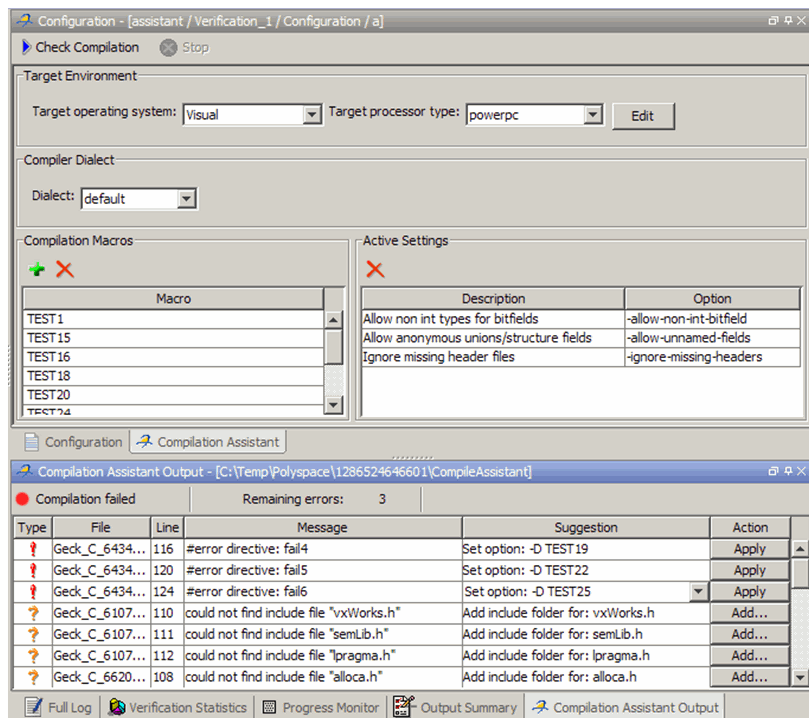 Configuration - [assistant / Verification_1 / Configuration / a]
Check Compilation Stop
Target Environment
Target operating system: Visual Target processor type: powerpc Edit
Compiler Dialect
Dialect: default
Compilation Macros Active Settings
Macro Description Option
TEST1 Allow non int types for bitfields -allow-non-int-bitfield
TEST15 Allow anonymous unions/structure fields -allow-unnamed-fields
TEST16 Ignore missing header files -ignore-missing-headers
TEST18
TEST20
TEST24
Configuration Compilation Assistant
Compilation Assistant Output - [C:\Temp\Polyspace\1286524646601\CompileAssistant]
Compilation failed Remaining errors: 3
Type File Line Message Suggestion Action
Geck_C_6434... 116 #error directive: fail4 Set option: -D TEST19 Apply
Geck_C_6434... 120 #error directive: fail5 Set option: -D TEST22 Apply
Geck_C_6434... 124 #error directive: fail6 Set option: -D TEST25 Apply
Geck_C_6107... 110 could not find include file "vxWorks.h" Add include folder for: vxWorks.h Add...
Geck_C_6107... 111 could not find include file "semLib.h" Add include folder for: semLib.h Add...
Geck_C_6107... 112 could not find include file "lpragma.h" Add include folder for: lpragma.h Add...
Geck_C_6620... 108 could not find include file "alloca.h" Add include folder for: alloca.h Add...
Full Log Verification Statistics Progress Monitor Output Summary Compilation Assistant Output